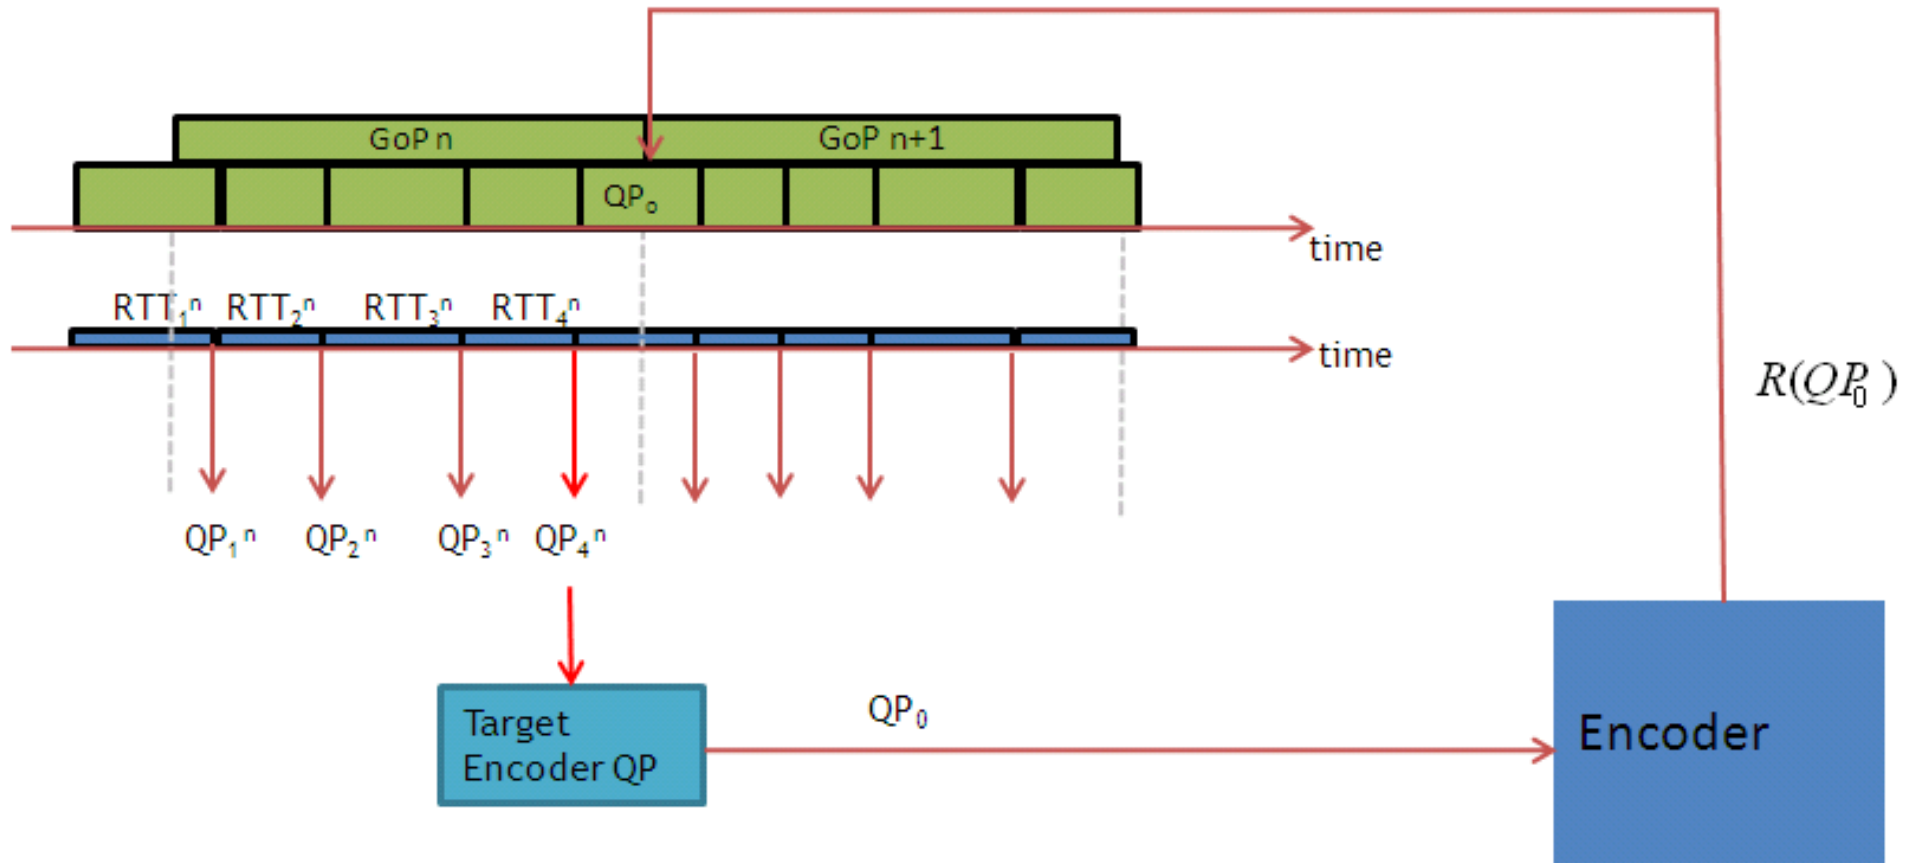 GoP n
GoP n+1
QP₀
time
RTT₁ⁿ RTT₂ⁿ RTT₃ⁿ RTT₄ⁿ
time
R(QP₀)
QP₁ⁿ QP₂ⁿ QP₃ⁿ QP₄ⁿ
Target
Encoder QP
QP₀
Encoder